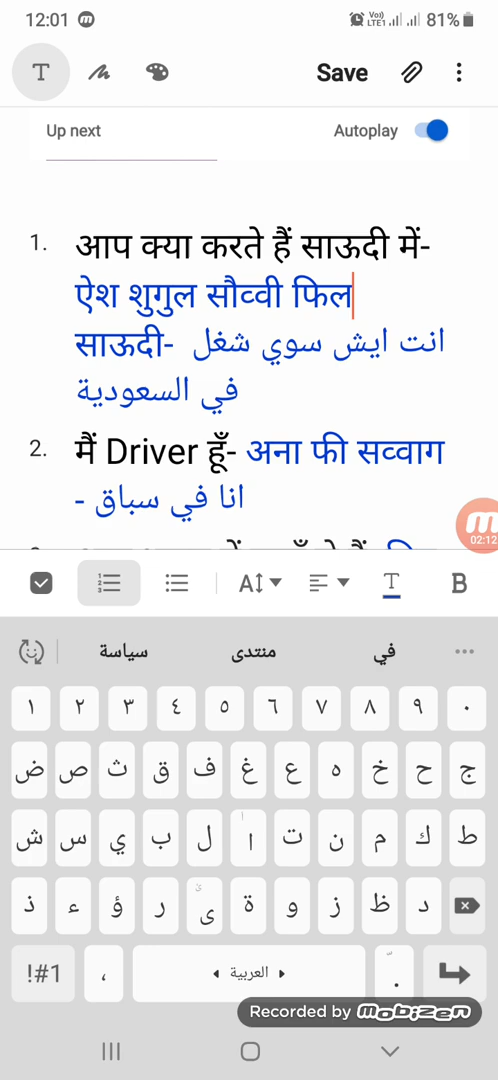 12:01 m Vo) LTE1 81%
T Save
Up next Autoplay
1. आप क्या करते हैं साऊदी में-
ऐश शुगुल सौव्वी फिल
साऊदी- انت ايش سوي شغل
في السعودية
2. मैं Driver हूँ- अना फी सव्वाग
- انا في سباق
02:12
A T B
سياسة منتدى في
١ ٢ ٣ ٤ ٥ ٦ ٧ ٨ ٩ ٠
ض ص ث ق ف غ ع ه خ ح ج
ش س ي ب ل ا ت ن م ك ط
ذ ء ؤ ر ى ة و ز ظ د
!#1 ، العربية .
Recorded by Mobizen